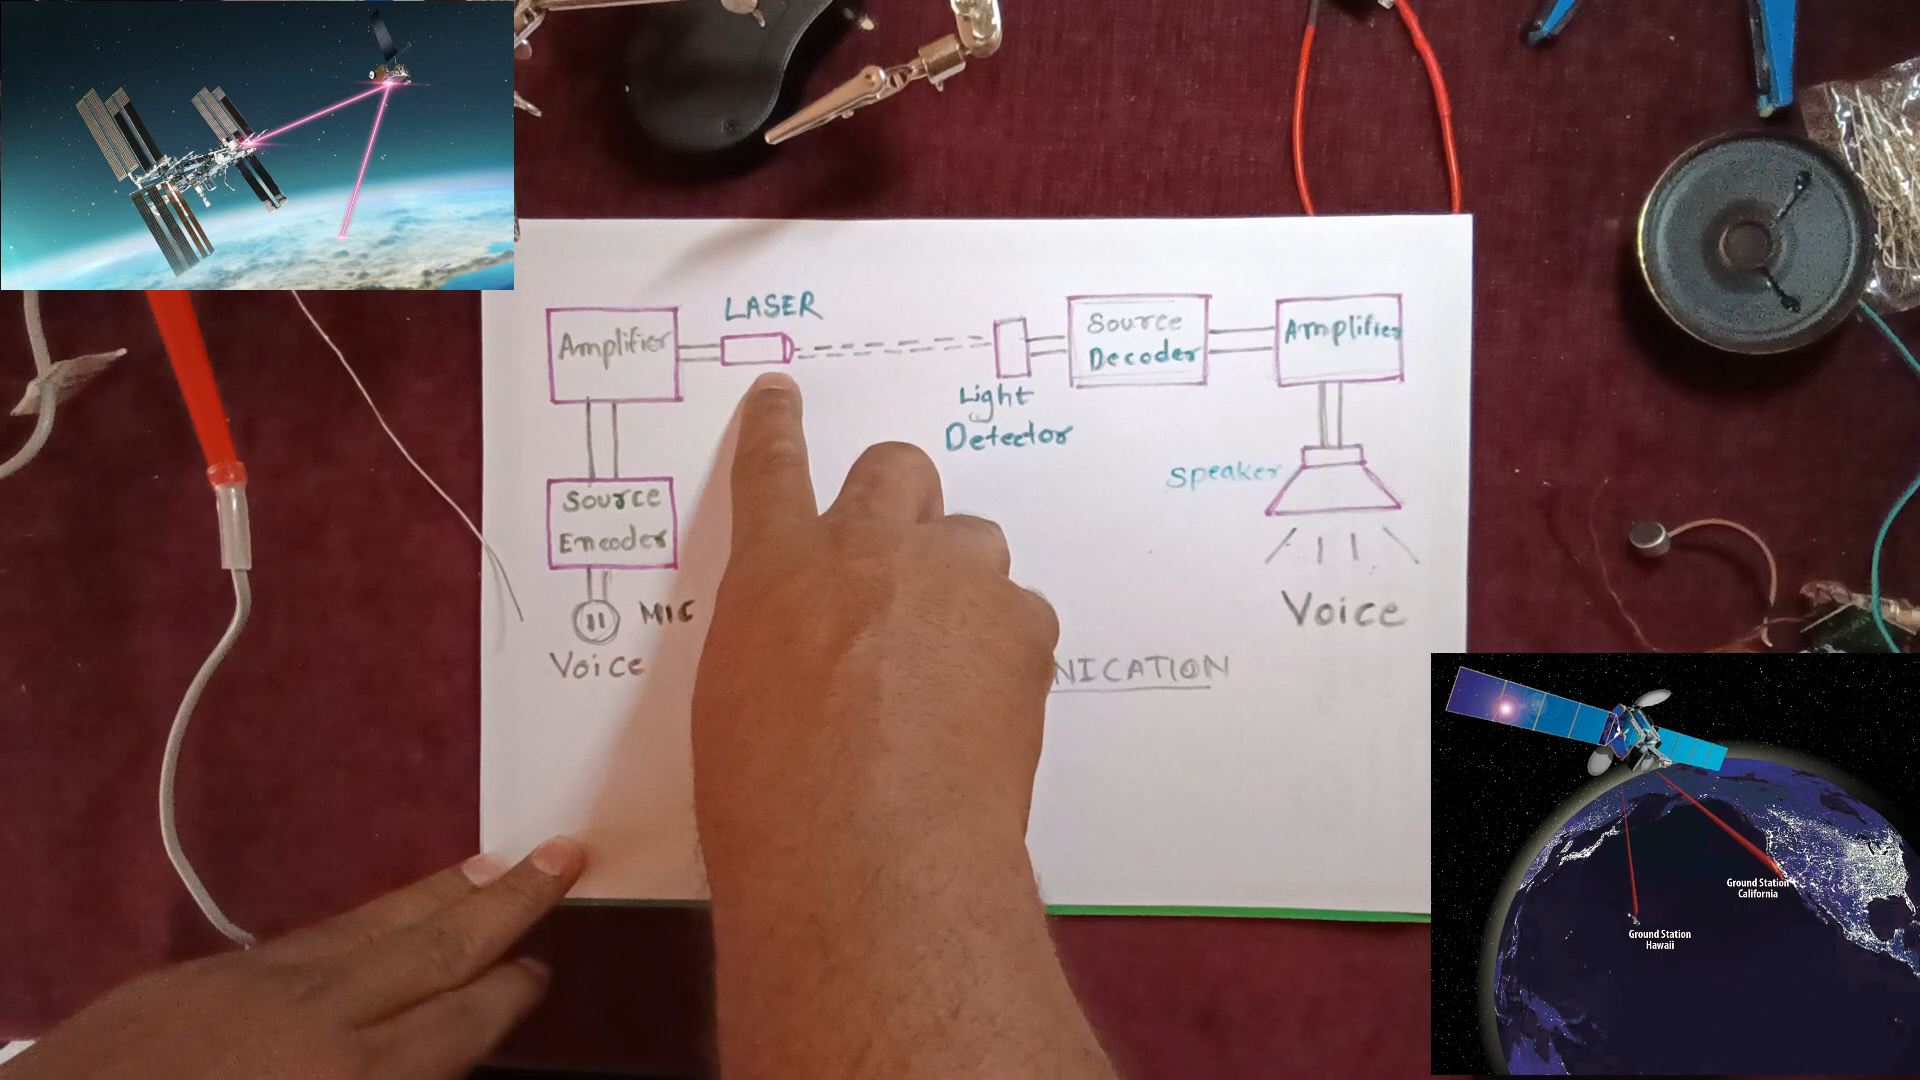 LASER
Amplifier
Source
Decoder
Amplifier
Light
Detector
Speaker
Source
Encoder
MIC
Voice
Voice
NICATION
Ground Station
California
Ground Station
Hawaii